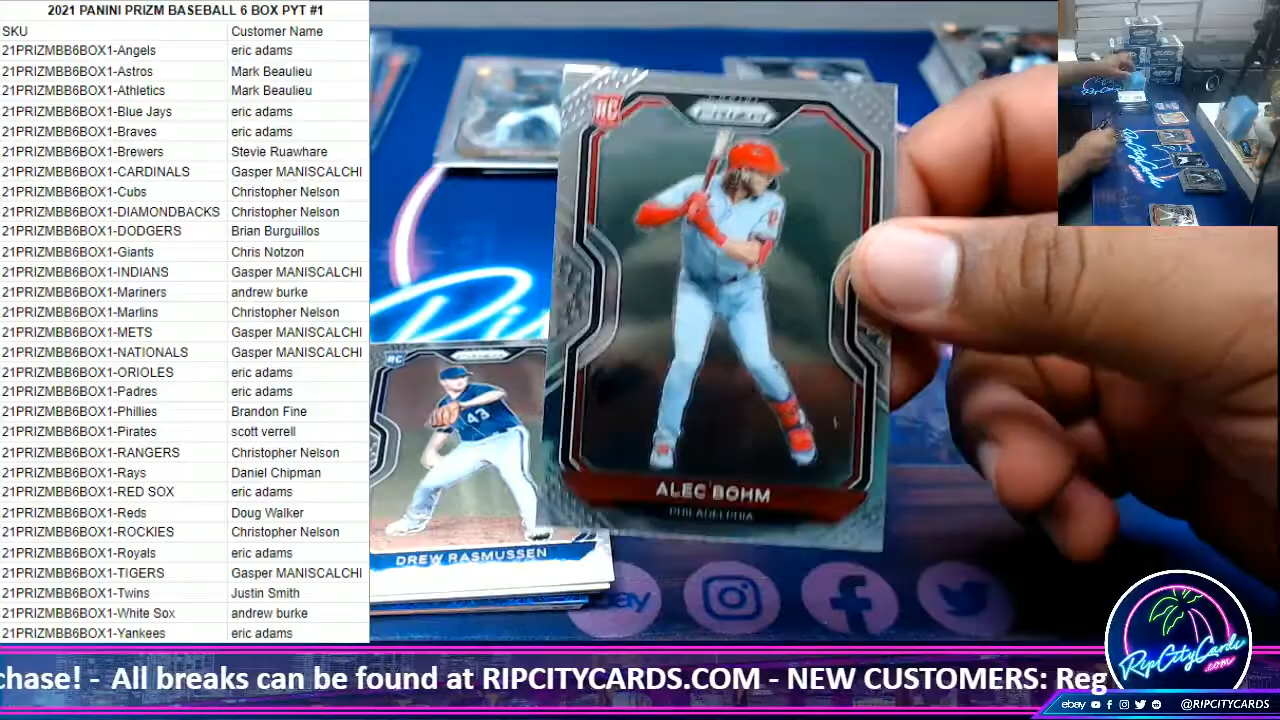 2021 PANINI PRIZM BASEBALL 6 BOX PYT #1
SKU Customer Name
21PRIZMBB6BOX1-Angels eric adams
21PRIZMBB6BOX1-Astros Mark Beaulieu
21PRIZMBB6BOX1-Athletics Mark Beaulieu
21PRIZMBB6BOX1-Blue Jays eric adams
21PRIZMBB6BOX1-Braves eric adams
21PRIZMBB6BOX1-Brewers Stevie Ruawhare
21PRIZMBB6BOX1-CARDINALS Gasper MANISCALCHI
21PRIZMBB6BOX1-Cubs Christopher Nelson
21PRIZMBB6BOX1-DIAMONDBACKS Christopher Nelson
21PRIZMBB6BOX1-DODGERS Brian Burguillos
21PRIZMBB6BOX1-Giants Chris Notzon
21PRIZMBB6BOX1-INDIANS Gasper MANISCALCHI
21PRIZMBB6BOX1-Mariners andrew burke
21PRIZMBB6BOX1-Marlins Christopher Nelson
21PRIZMBB6BOX1-METS Gasper MANISCALCHI
21PRIZMBB6BOX1-NATIONALS Gasper MANISCALCHI
21PRIZMBB6BOX1-ORIOLES eric adams
21PRIZMBB6BOX1-Padres eric adams
21PRIZMBB6BOX1-Phillies Brandon Fine
21PRIZMBB6BOX1-Pirates scott verrell
21PRIZMBB6BOX1-RANGERS Christopher Nelson
21PRIZMBB6BOX1-Rays Daniel Chipman
21PRIZMBB6BOX1-RED SOX eric adams
21PRIZMBB6BOX1-Reds Doug Walker
21PRIZMBB6BOX1-ROCKIES Christopher Nelson
21PRIZMBB6BOX1-Royals eric adams
21PRIZMBB6BOX1-TIGERS Gasper MANISCALCHI
21PRIZMBB6BOX1-Twins Justin Smith
21PRIZMBB6BOX1-White Sox andrew burke
21PRIZMBB6BOX1-Yankees eric adams
RC
ALEC BOHM
PHILADELPHIA
RC
43
DREW RASMUSSEN
ebay
chase! - All breaks can be found at RIPCITYCARDS.COM - NEW CUSTOMERS: Reg
RipCityCards
.com
ebay @RIPCITYCARDS